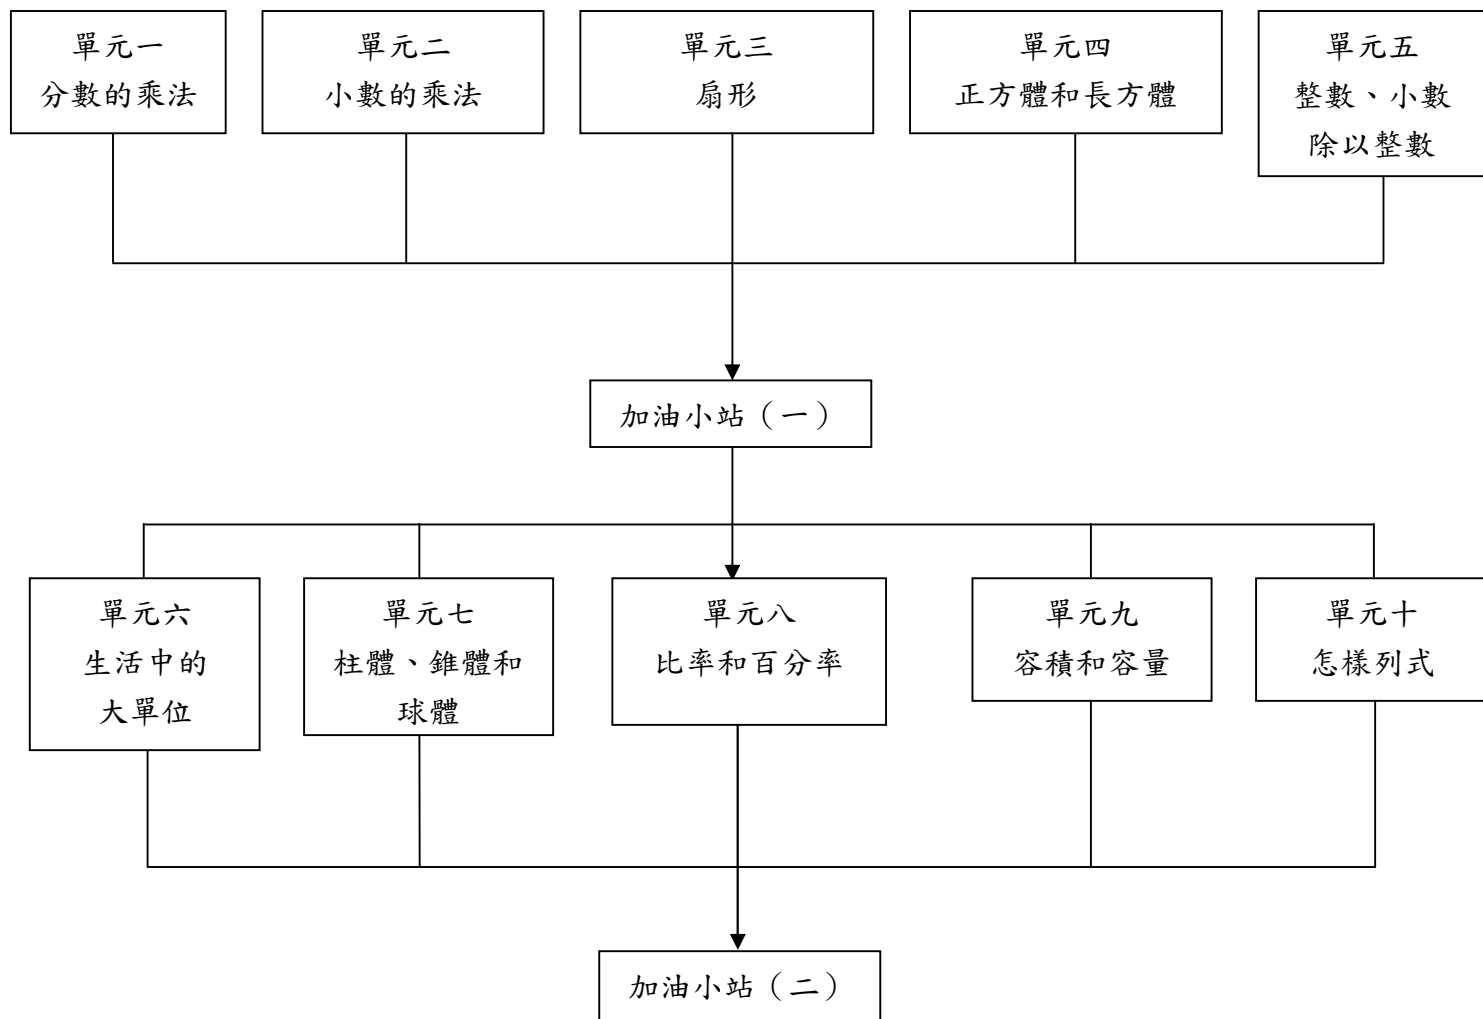 單元一
分數的乘法
單元二
小數的乘法
單元三
扇形
單元四
正方體和長方體
單元五
整數、小數
除以整數
加油小站（一）
單元六
生活中的
大單位
單元七
柱體、錐體和
球體
單元八
比率和百分率
單元九
容積和容量
單元十
怎樣列式
加油小站（二）